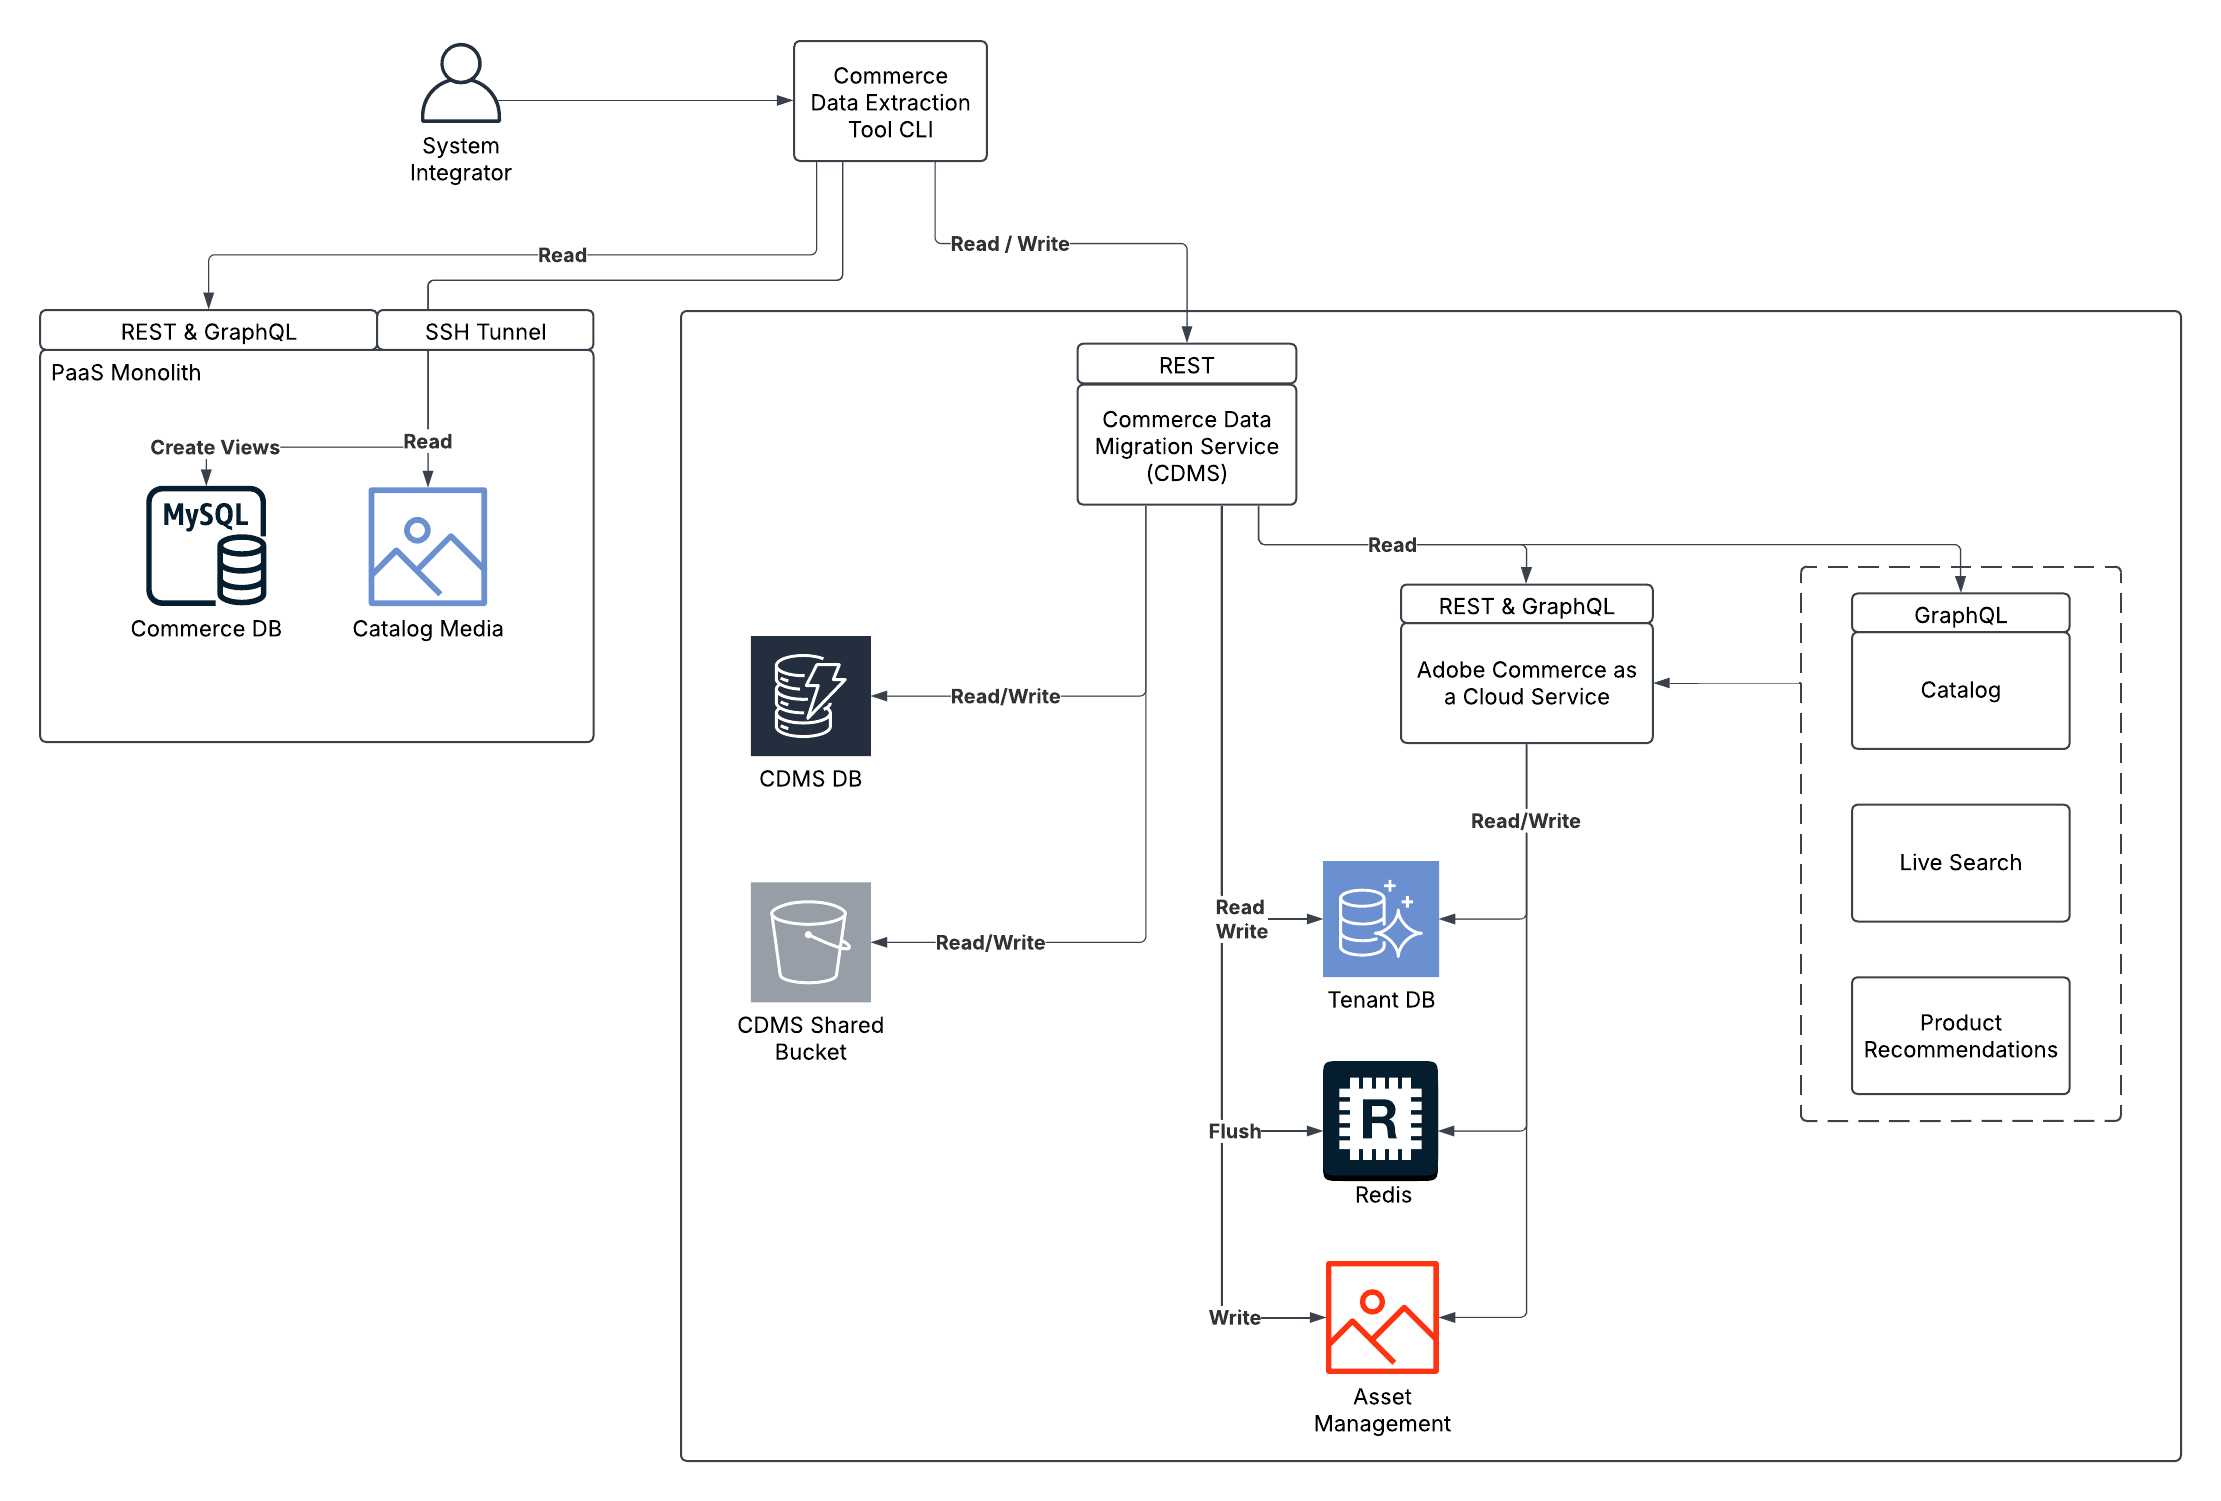 Commerce
Data Extraction
Tool CLI
System
Integrator
Read
Read / Write
REST & GraphQL
SSH Tunnel
PaaS Monolith
Create Views
Read
MySQL
Commerce DB
Catalog Media
REST
Commerce Data
Migration Service
(CDMS)
Read
REST & GraphQL
Adobe Commerce as
a Cloud Service
GraphQL
Catalog
Live Search
Product
Recommendations
Read/Write
CDMS DB
Read/Write
CDMS Shared
Bucket
Read/Write
Read
Write
Tenant DB
Flush
R
Redis
Write
Asset
Management